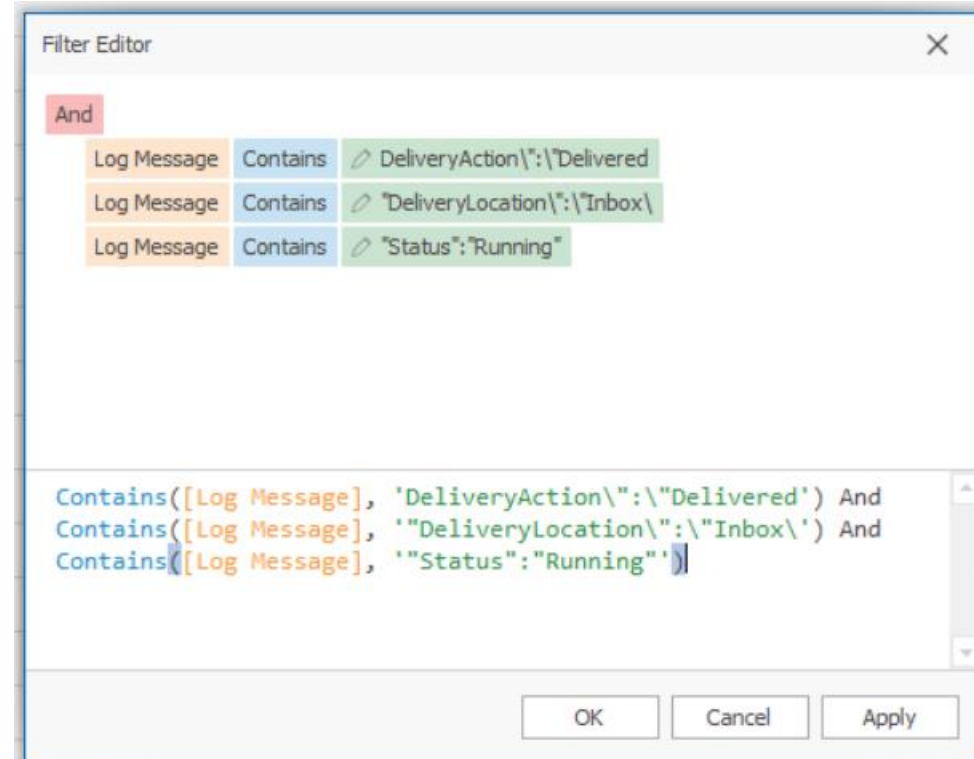 Filter Editor
And
Log Message Contains DeliveryAction\":\"Delivered
Log Message Contains "DeliveryLocation\":\"Inbox\
Log Message Contains "Status":"Running"
Contains([Log Message], 'DeliveryAction\":\"Delivered') And
Contains([Log Message], '"DeliveryLocation\":\"Inbox\') And
Contains([Log Message], '"Status":"Running"')
OK Cancel Apply